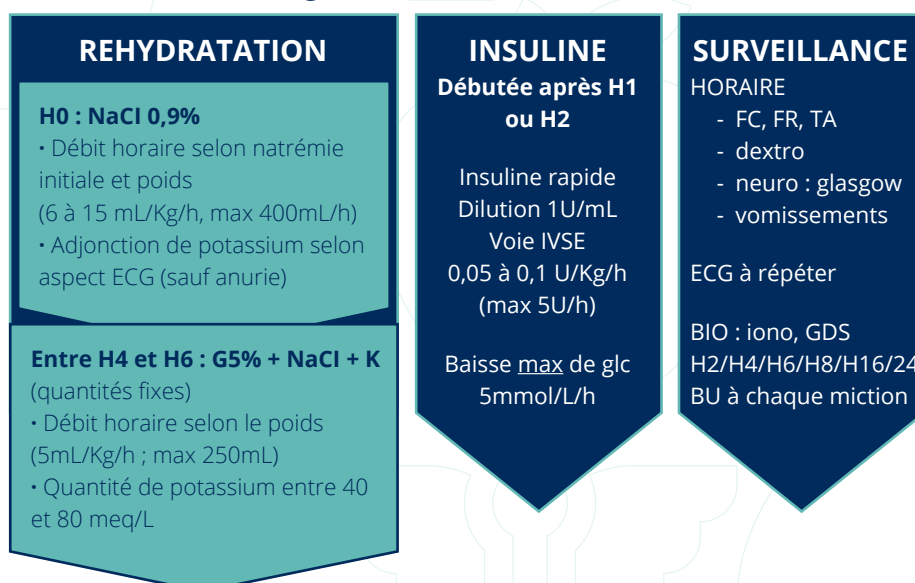 REHYDRATATION
H0 : NaCl 0,9%
• Débit horaire selon natrémie
initiale et poids
(6 à 15 mL/Kg/h, max 400mL/h)
• Adjonction de potassium selon
aspect ECG (sauf anurie)
Entre H4 et H6 : G5% + NaCl + K
(quantités fixes)
• Débit horaire selon le poids
(5mL/Kg/h ; max 250mL)
• Quantité de potassium entre 40
et 80 meq/L
INSULINE
Débutée après H1
ou H2
Insuline rapide
Dilution 1U/mL
Voie IVSE
0,05 à 0,1 U/Kg/h
(max 5U/h)
Baisse max de glc
5mmol/L/h
SURVEILLANCE
HORAIRE
- FC, FR, TA
- dextro
- neuro : glasgow
- vomissements
ECG à répéter
BIO : iono, GDS
H2/H4/H6/H8/H16/24
BU à chaque miction